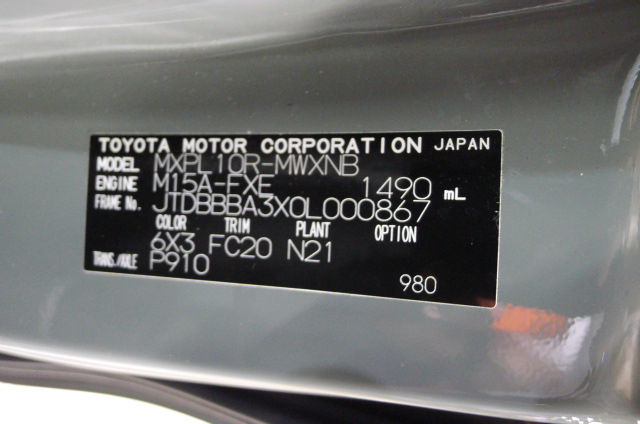 TOYOTA MOTOR CORPORATION JAPAN
MODEL MXPL10R-MWXNB
ENGINE M15A-FXE 1490 mL
FRAME No. JTDBBBA3X0L000867
COLOR TRIM PLANT OPTION
6X3 FC20 N21
TRANS./AXLE P910
980